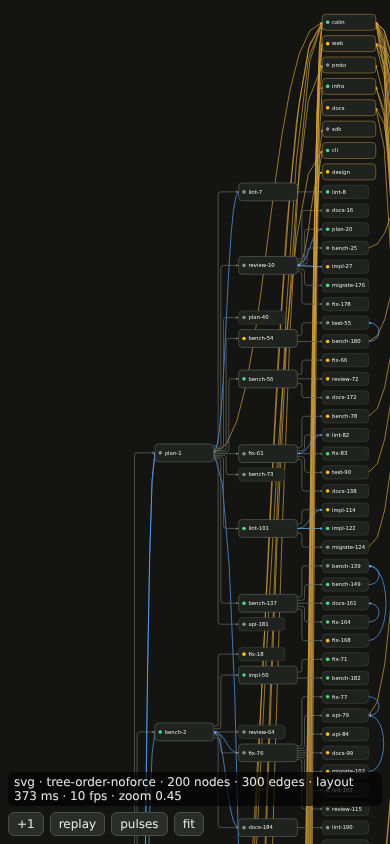 calin
web
proto
infra
docs
sdk
cli
design
lint-7
lint-8
docs-16
plan-20
bench-25
review-10
impl-27
migrate-176
fix-178
plan-40
test-55
bench-54
bench-180
fix-66
bench-56
review-72
docs-172
bench-78
lint-82
plan-1
fix-61
fix-83
bench-73
test-90
docs-138
impl-114
lint-101
impl-122
migrate-124
bench-139
bench-149
bench-137
docs-161
api-181
fix-164
fix-168
fix-18
fix-71
impl-50
bench-182
fix-77
api-79
bench-2
review-64
api-84
fix-76
docs-99
migrate-102
svg · tree-order-noforce · 200 nodes · 300 edges · layout
373 ms · 10 fps · zoom 0.45
review-115
+1
replay
pulses
fit
docs-184
lint-190